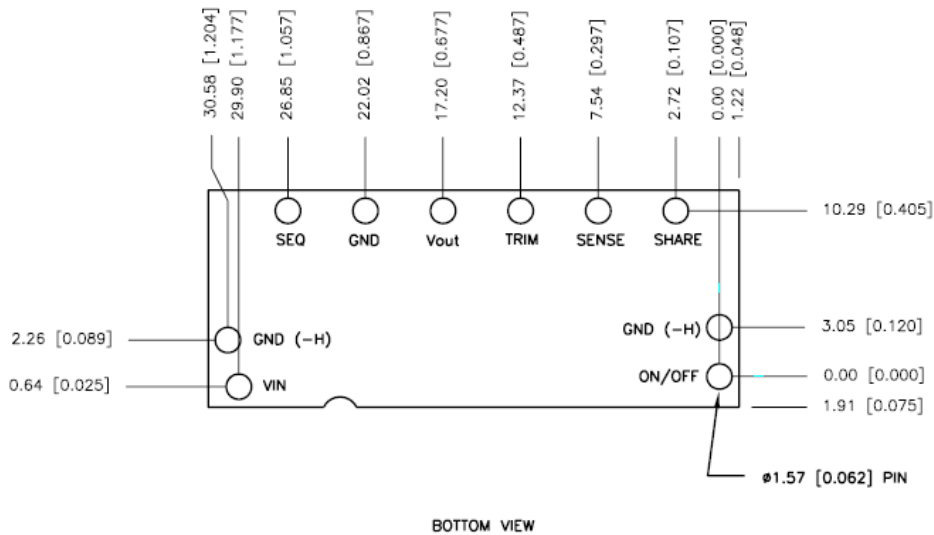 30.58 [1.204]
29.90 [1.177]
26.85 [1.057]
22.02 [0.867]
17.20 [0.677]
12.37 [0.487]
7.54 [0.297]
2.72 [0.107]
0.00 [0.000]
1.22 [0.048]
10.29 [0.405]
SEQ
GND
Vout
TRIM
SENSE
SHARE
2.26 [0.089]
GND (-H)
GND (-H)
3.05 [0.120]
0.64 [0.025]
VIN
ON/OFF
0.00 [0.000]
1.91 [0.075]
ø1.57 [0.062] PIN
BOTTOM VIEW